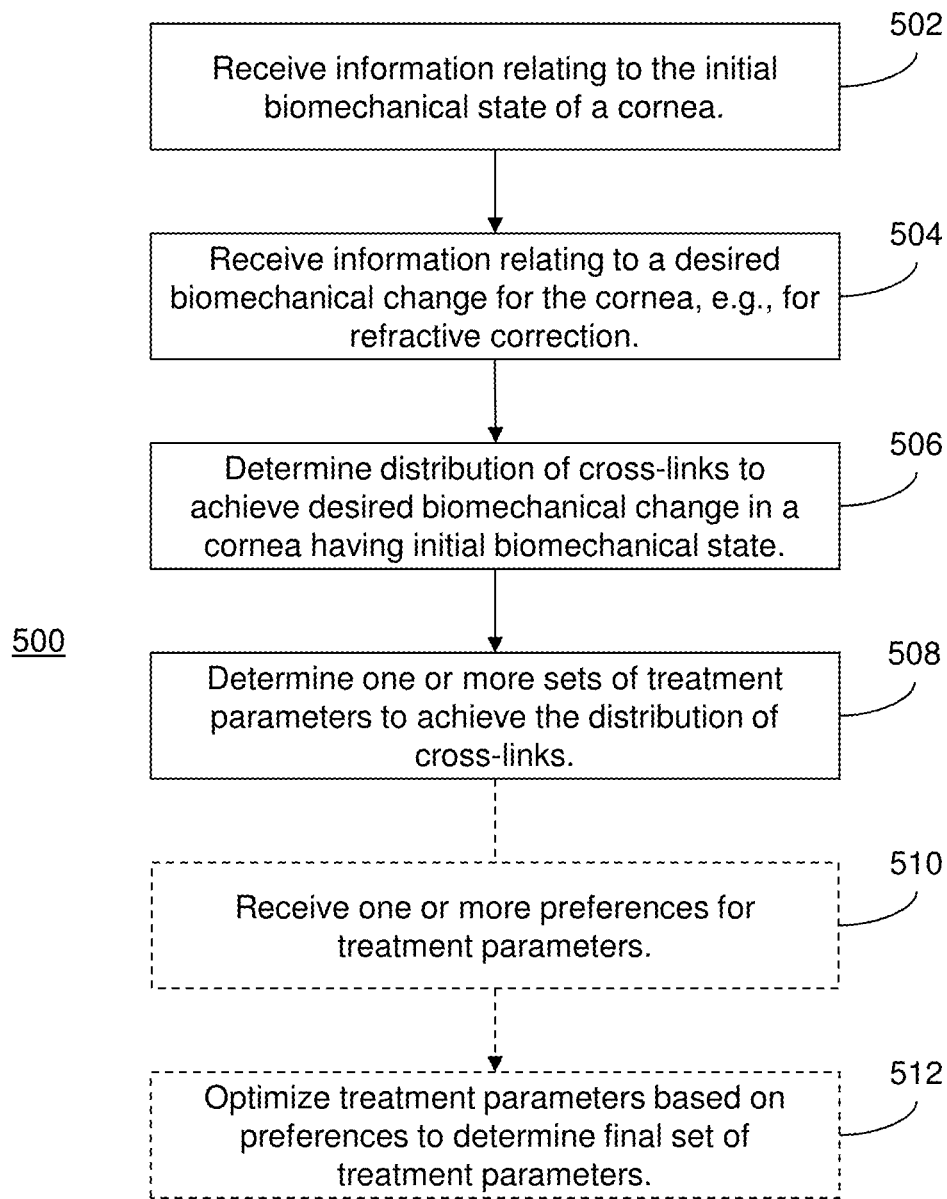 502
Receive information relating to the initial
biomechanical state of a cornea.
504
Receive information relating to a desired
biomechanical change for the cornea, e.g., for
refractive correction.
506
Determine distribution of cross-links to
achieve desired biomechanical change in a
cornea having initial biomechanical state.
500
508
Determine one or more sets of treatment
parameters to achieve the distribution of
cross-links.
510
Receive one or more preferences for
treatment parameters.
512
Optimize treatment parameters based on
preferences to determine final set of
treatment parameters.